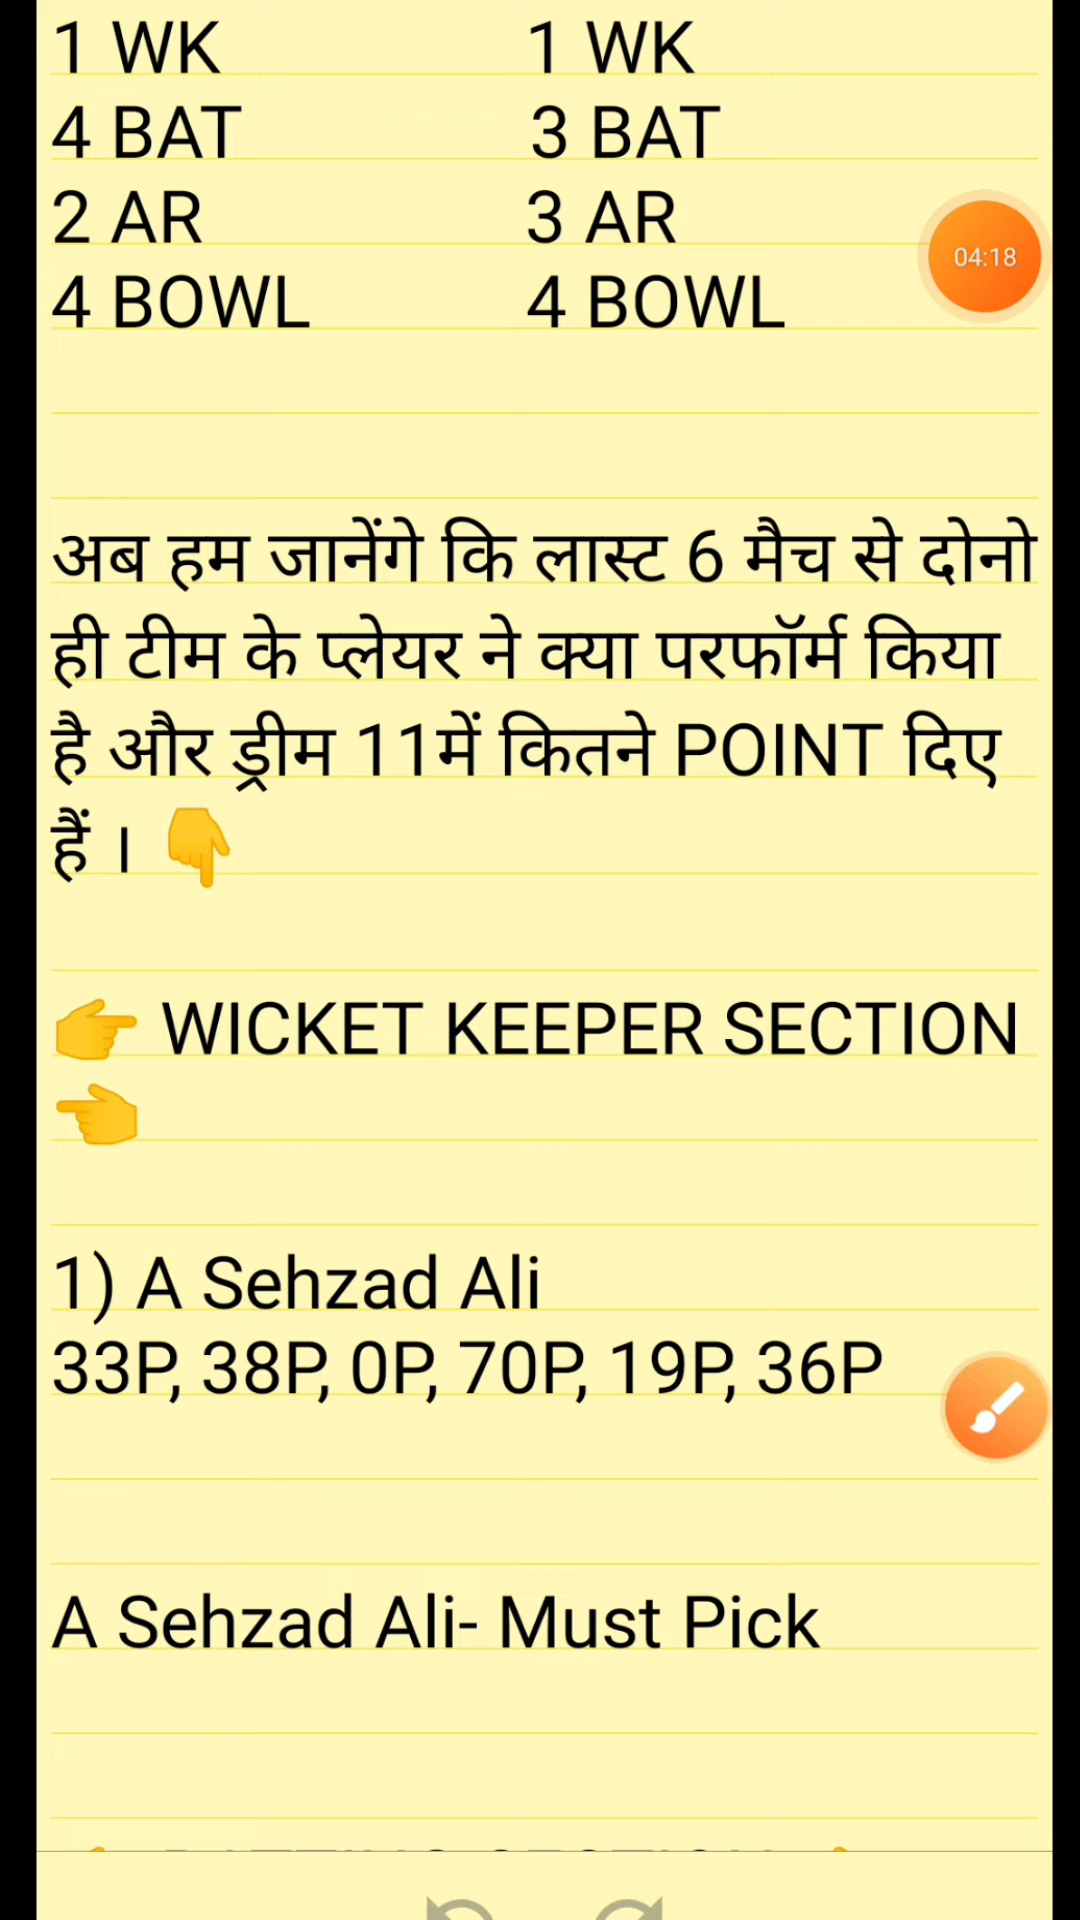 1 WK 1 WK
4 BAT 3 BAT
2 AR 3 AR
04:18
4 BOWL 4 BOWL
अब हम जानेंगे कि लास्ट 6 मैच से दोनो
ही टीम के प्लेयर ने क्या परफॉर्म किया
है और ड्रीम 11में कितने POINT दिए
हैं । 👇
👉 WICKET KEEPER SECTION
👈
1) A Sehzad Ali
33P, 38P, 0P, 70P, 19P, 36P
A Sehzad Ali- Must Pick